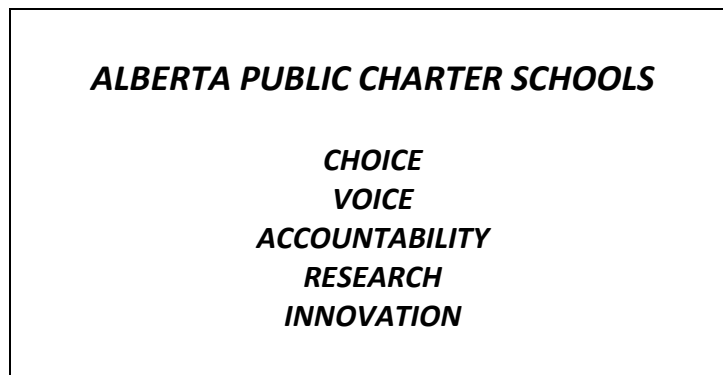 ALBERTA PUBLIC CHARTER SCHOOLS
CHOICE
VOICE
ACCOUNTABILITY
RESEARCH
INNOVATION